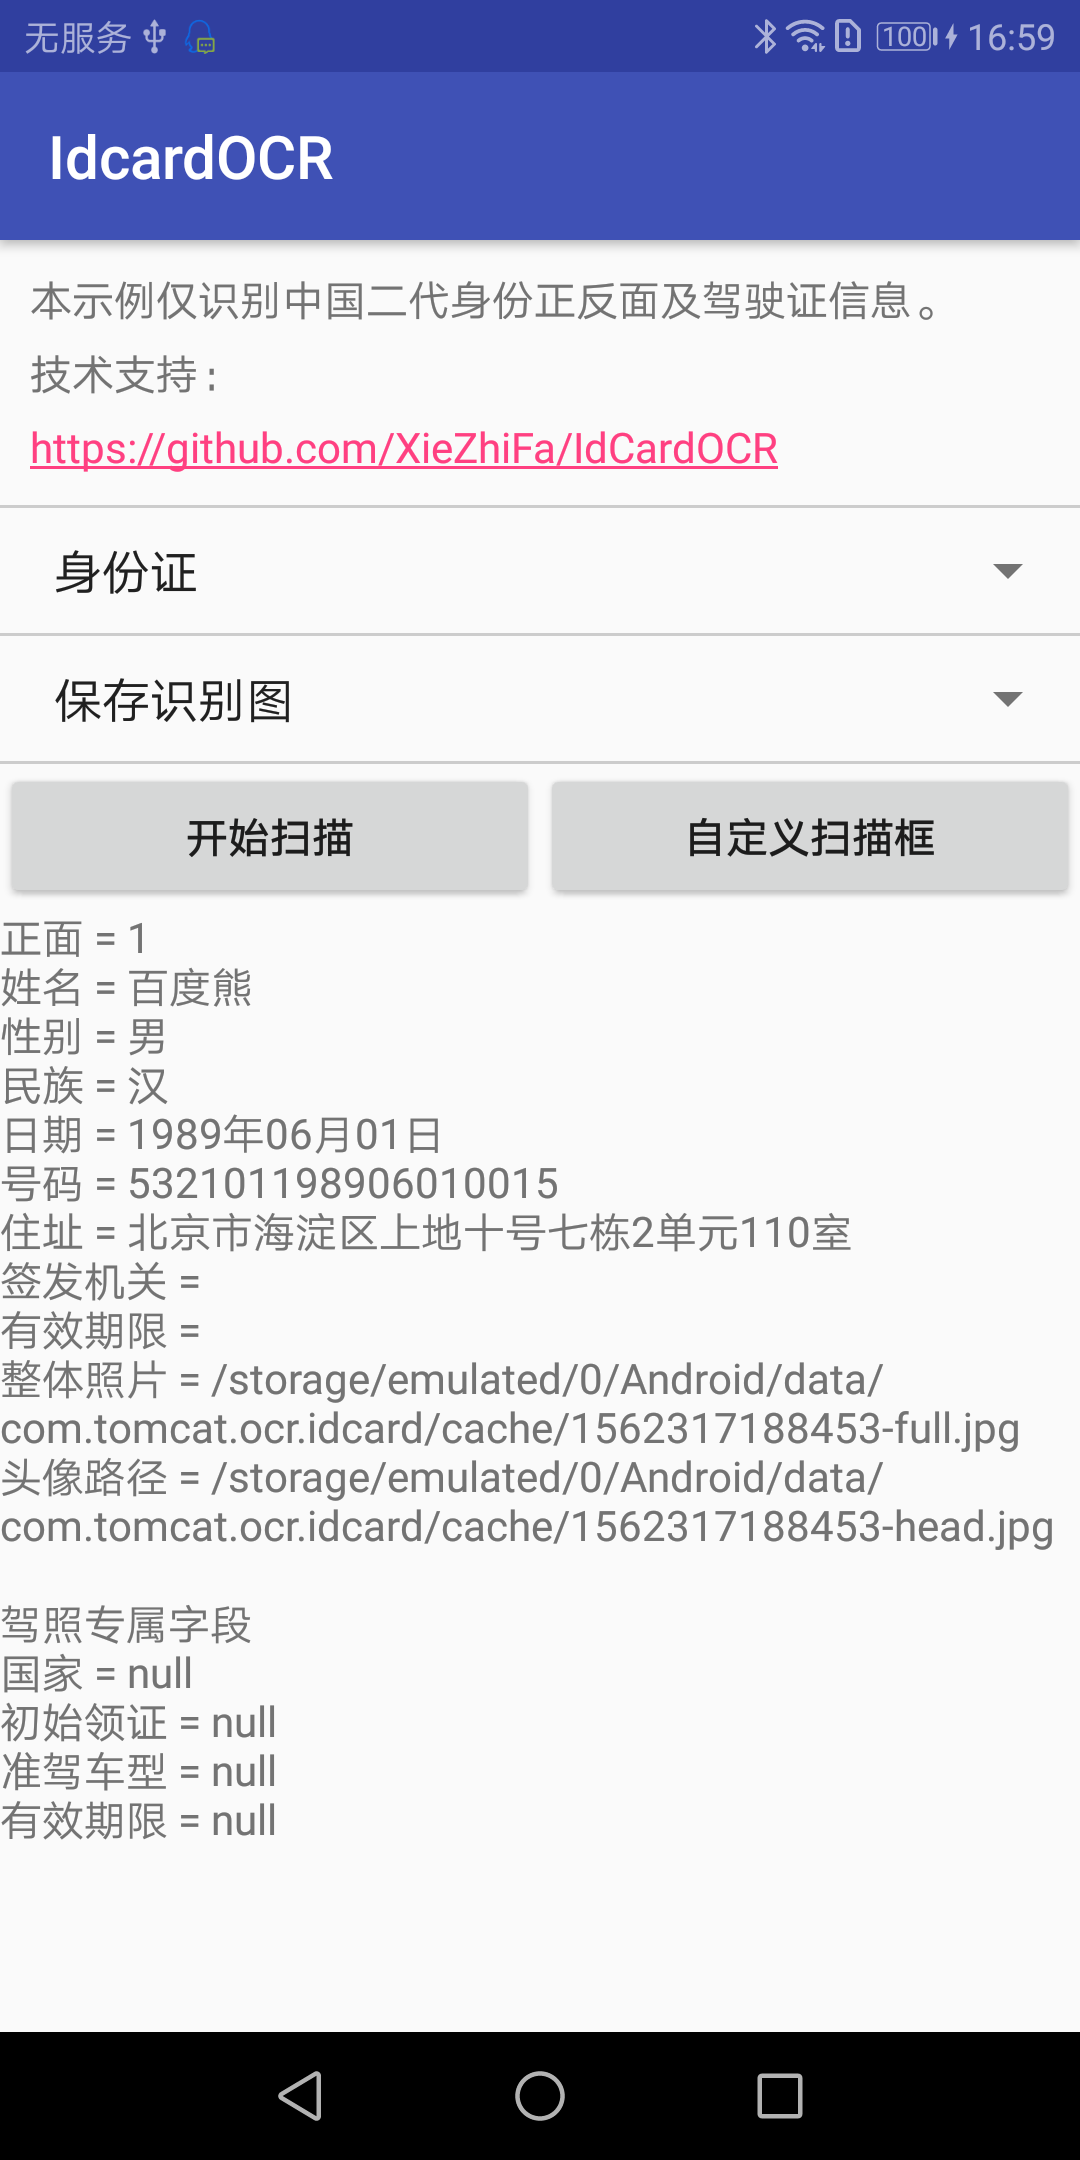 无服务 100 16:59
IdcardOCR
本示例仅识别中国二代身份正反面及驾驶证信息。
技术支持:
https://github.com/XieZhiFa/IdCardOCR
身份证
保存识别图
开始扫描 自定义扫描框
正面 = 1
姓名 = 百度熊
性别 = 男
民族 = 汉
日期 = 1989年06月01日
号码 = 532101198906010015
住址 = 北京市海淀区上地十号七栋2单元110室
签发机关 =
有效期限 =
整体照片 = /storage/emulated/0/Android/data/
com.tomcat.ocr.idcard/cache/1562317188453-full.jpg
头像路径 = /storage/emulated/0/Android/data/
com.tomcat.ocr.idcard/cache/1562317188453-head.jpg
驾照专属字段
国家 = null
初始领证 = null
准驾车型 = null
有效期限 = null